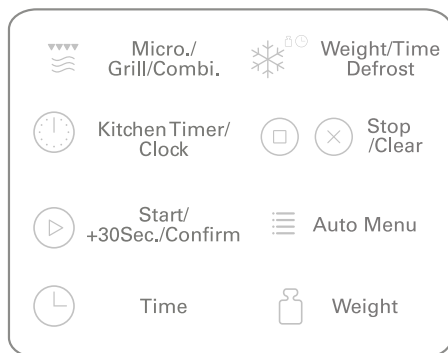 Micro./
Grill/Combi.
Weight/Time
Defrost
Kitchen Timer/
Clock
Stop
/Clear
Start/
+30Sec./Confirm
Auto Menu
Time
Weight